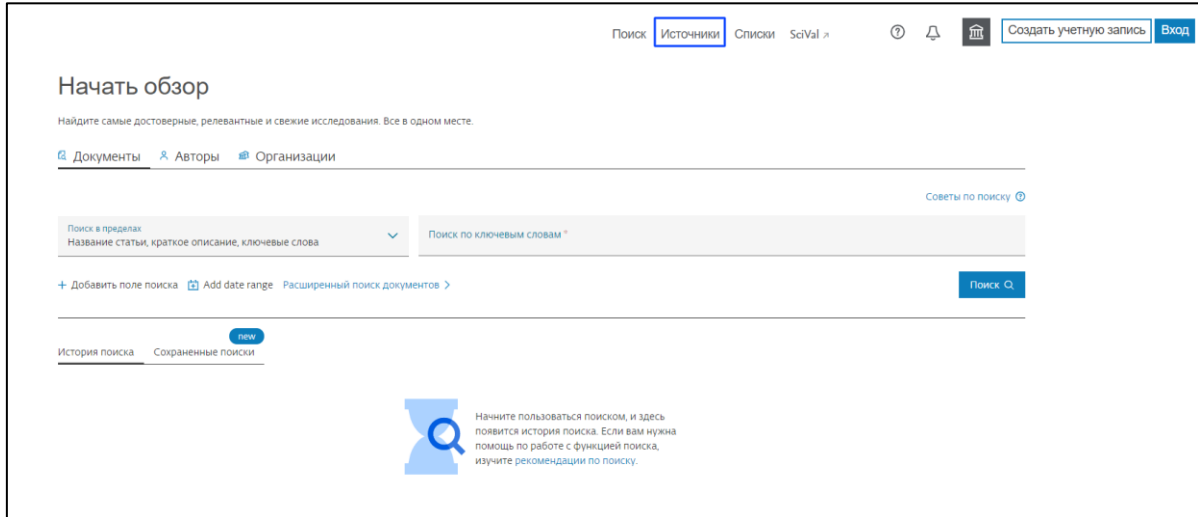 Поиск Источники Списки SciVal ↗ Создать учетную запись Вход
Начать обзор
Найдите самые достоверные, релевантные и свежие исследования. Все в одном месте.
Документы Авторы Организации
Советы по поиску
Поиск в пределах
Название статьи, краткое описание, ключевые слова
Поиск по ключевым словам *
+ Добавить поле поиска Add date range Расширенный поиск документов >
Поиск
new
История поиска Сохраненные поиски
Начните пользоваться поиском, и здесь
появится история поиска. Если вам нужна
помощь по работе с функцией поиска,
изучите рекомендации по поиску.